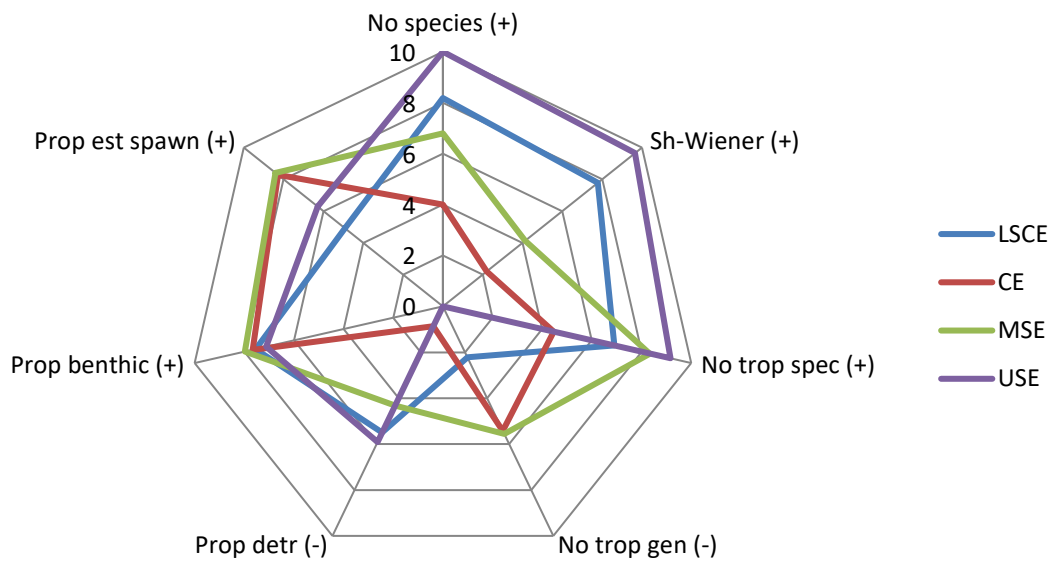 No species (+)
10
8
6
4
2
0
Sh-Wiener (+)
No trop spec (+)
No trop gen (-)
Prop detr (-)
Prop benthic (+)
Prop est spawn (+)
LSCE
CE
MSE
USE